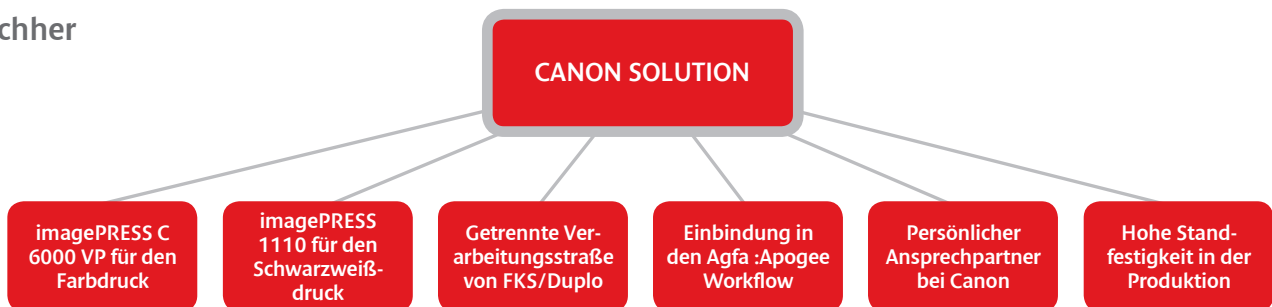 chher
CANON SOLUTION
imagePRESS C
6000 VP für den
Farbdruck
imagePRESS
1110 für den
Schwarzweiß-
druck
Getrennte Ver-
arbeitungsstraße
von FKS/Duplo
Einbindung in
den Agfa :Apogee
Workflow
Persönlicher
Ansprechpartner
bei Canon
Hohe Stand-
festigkeit in der
Produktion